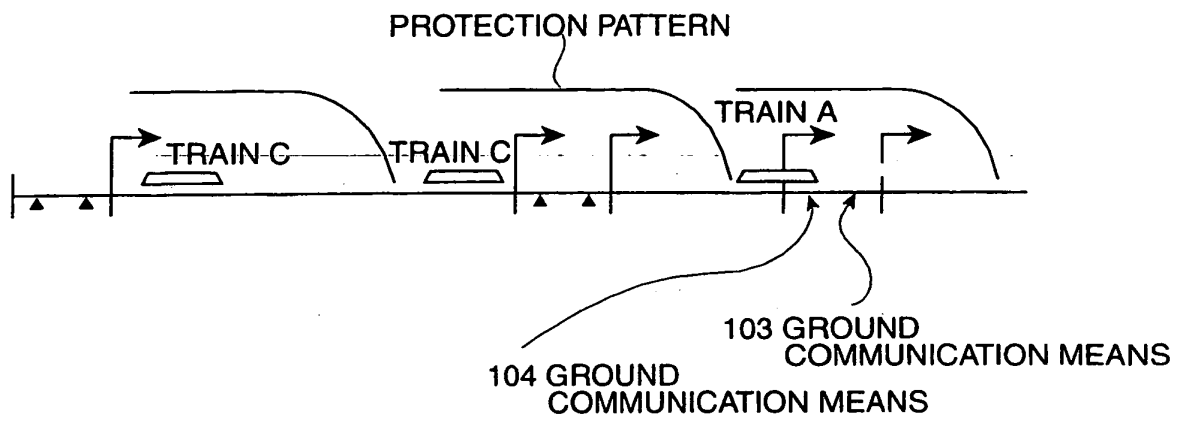 PROTECTION PATTERN
TRAIN A
TRAIN C
TRAIN C
103 GROUND
COMMUNICATION MEANS
104 GROUND
COMMUNICATION MEANS